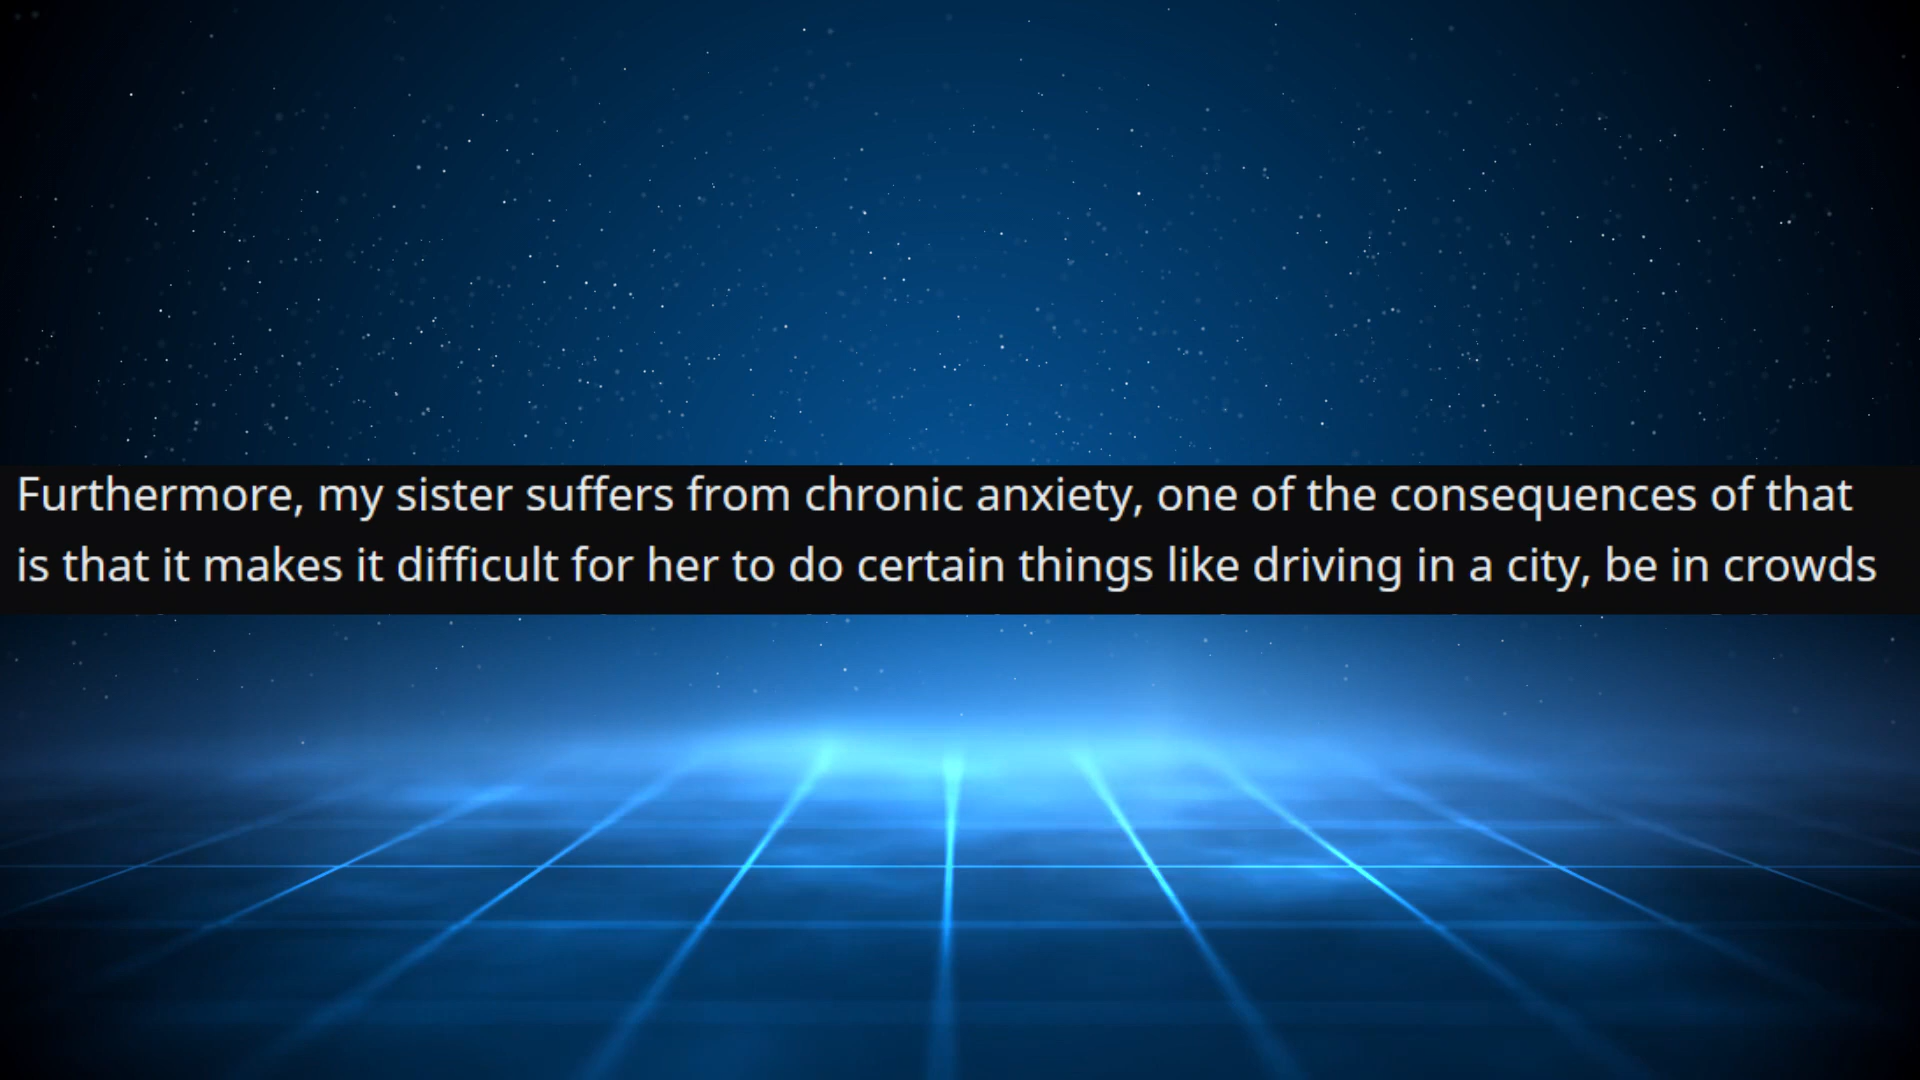 Furthermore, my sister suffers from chronic anxiety, one of the consequences of that
is that it makes it difficult for her to do certain things like driving in a city, be in crowds